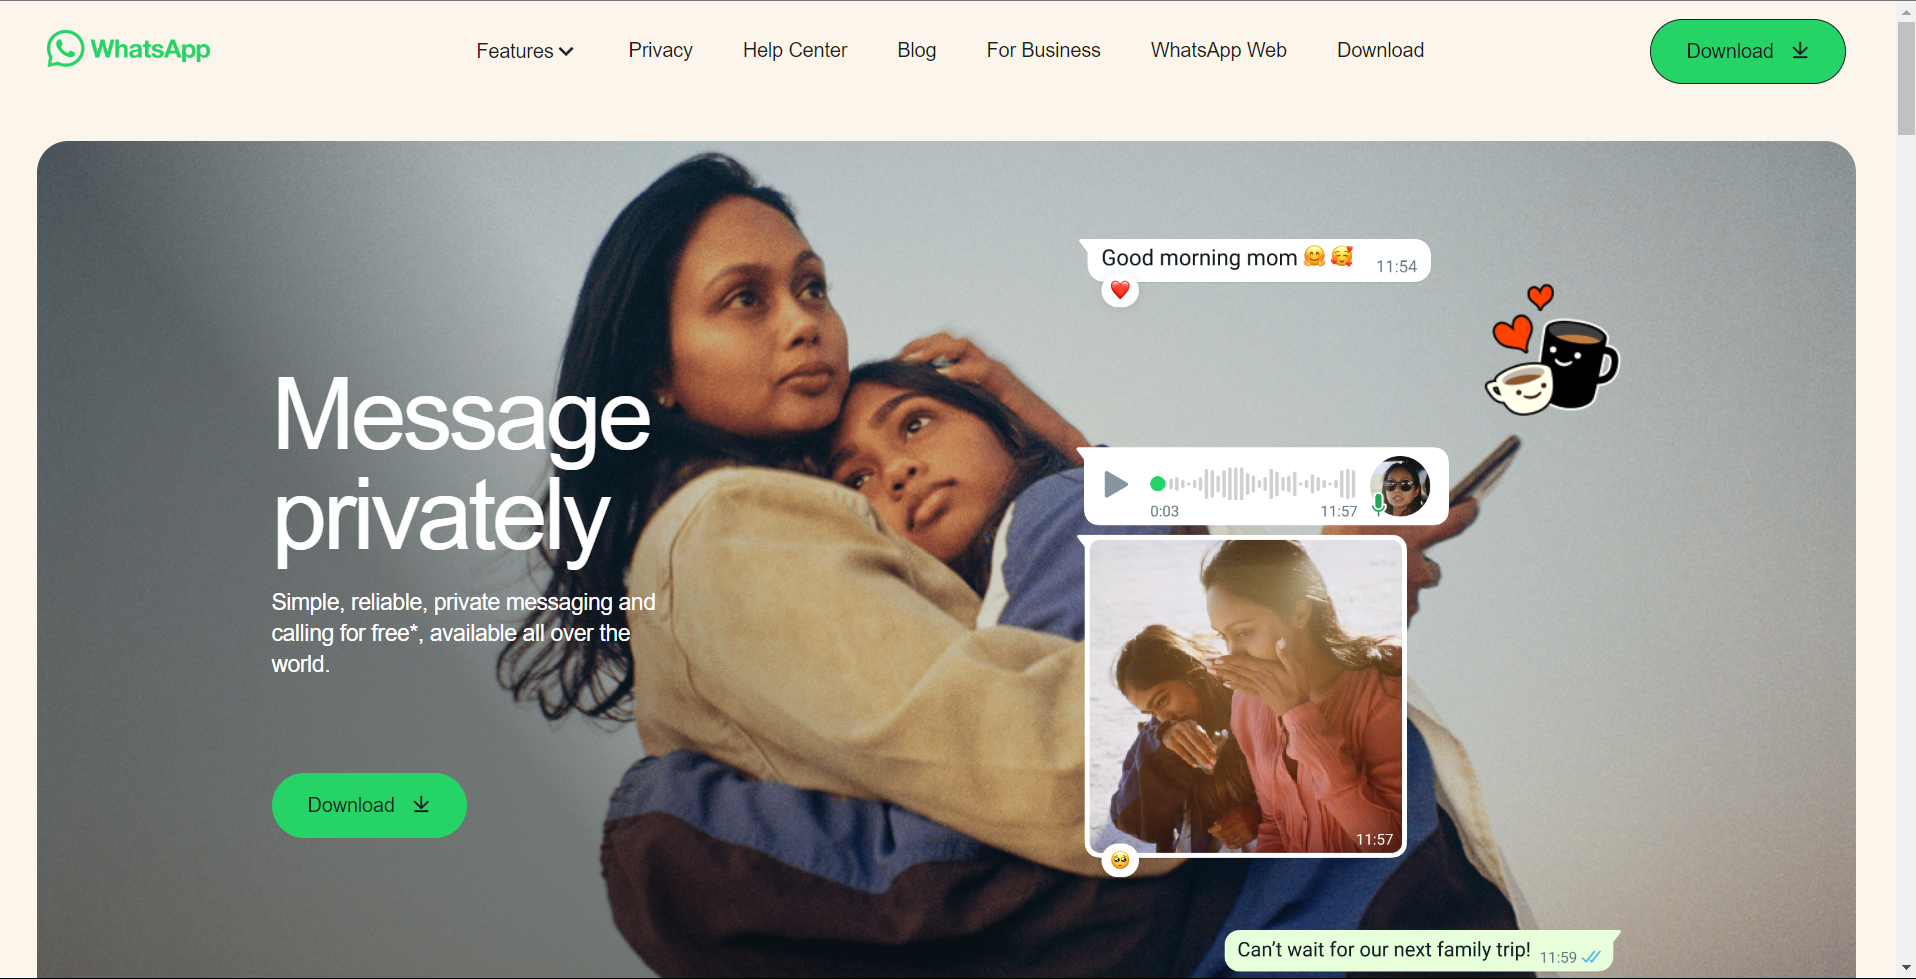 WhatsApp
Features
Privacy
Help Center
Blog
For Business
WhatsApp Web
Download
Download
Good morning mom 🤗 🥰 11:54
Message
privately
0:03 11:57
Simple, reliable, private messaging and
calling for free*, available all over the
world.
Download
11:57
Can’t wait for our next family trip! 11:59